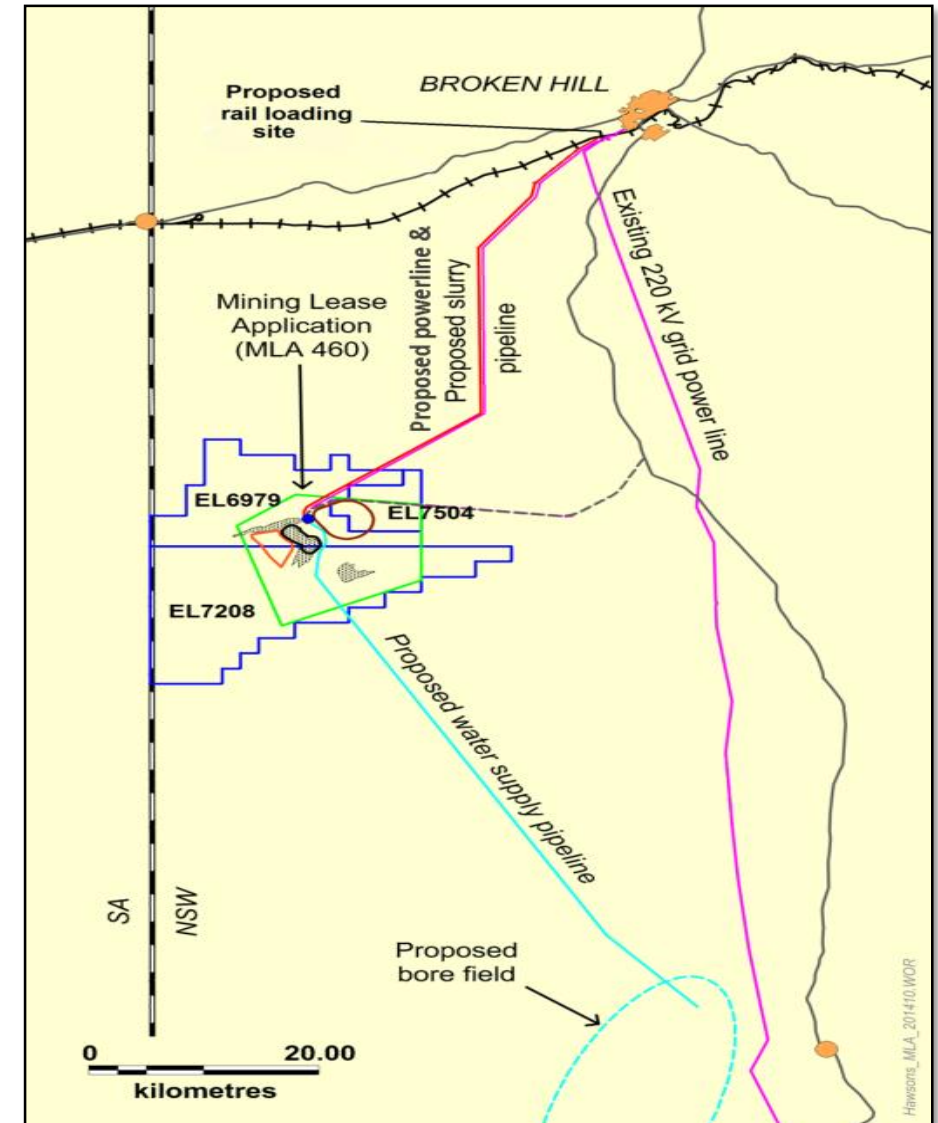 BROKEN HILL
Proposed
rail loading
site
Existing 220 kV grid power line
Proposed powerline &
Proposed slurry
pipeline
Mining Lease
Application
(MLA 460)
EL6979
EL7504
EL7208
Proposed water supply pipeline
SA
NSW
Proposed
bore field
0 20.00
kilometres
Hawsons_MLA_201410.WOR